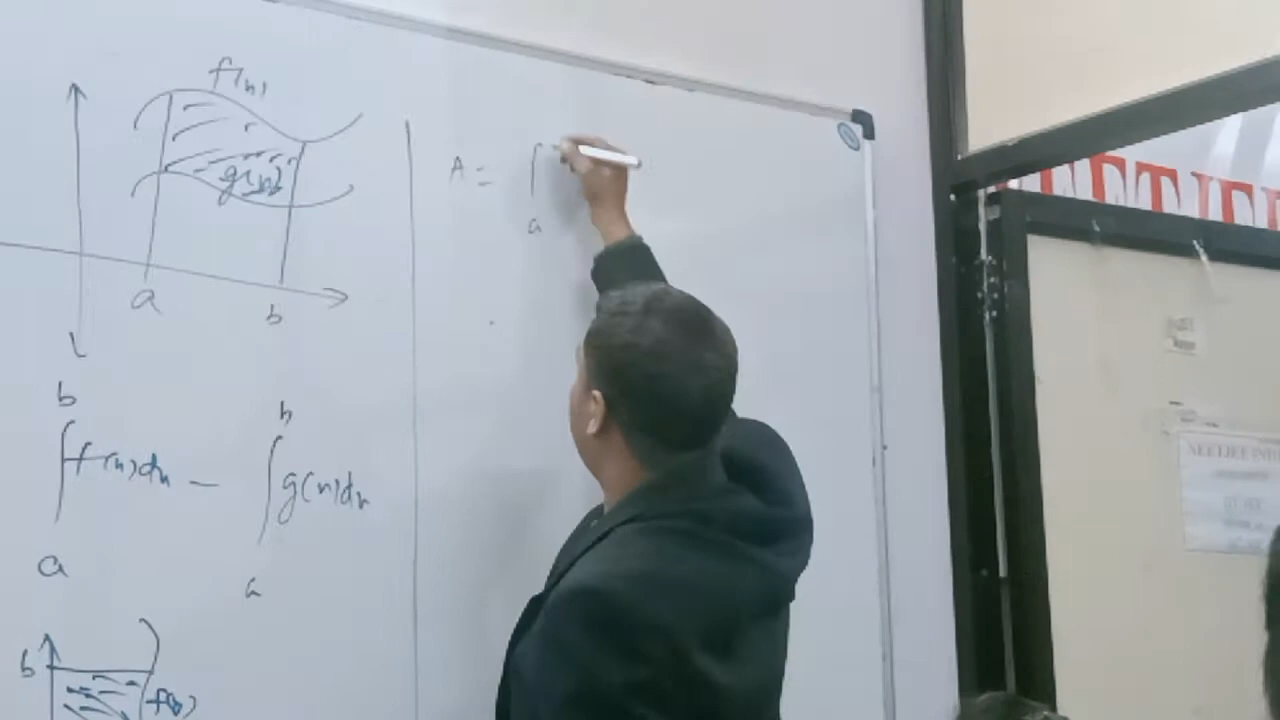 f(x)
g(x)
a
b
b
∫f(x)dx - ∫g(x)dx
a
a
b
f(y)
A = ∫
a